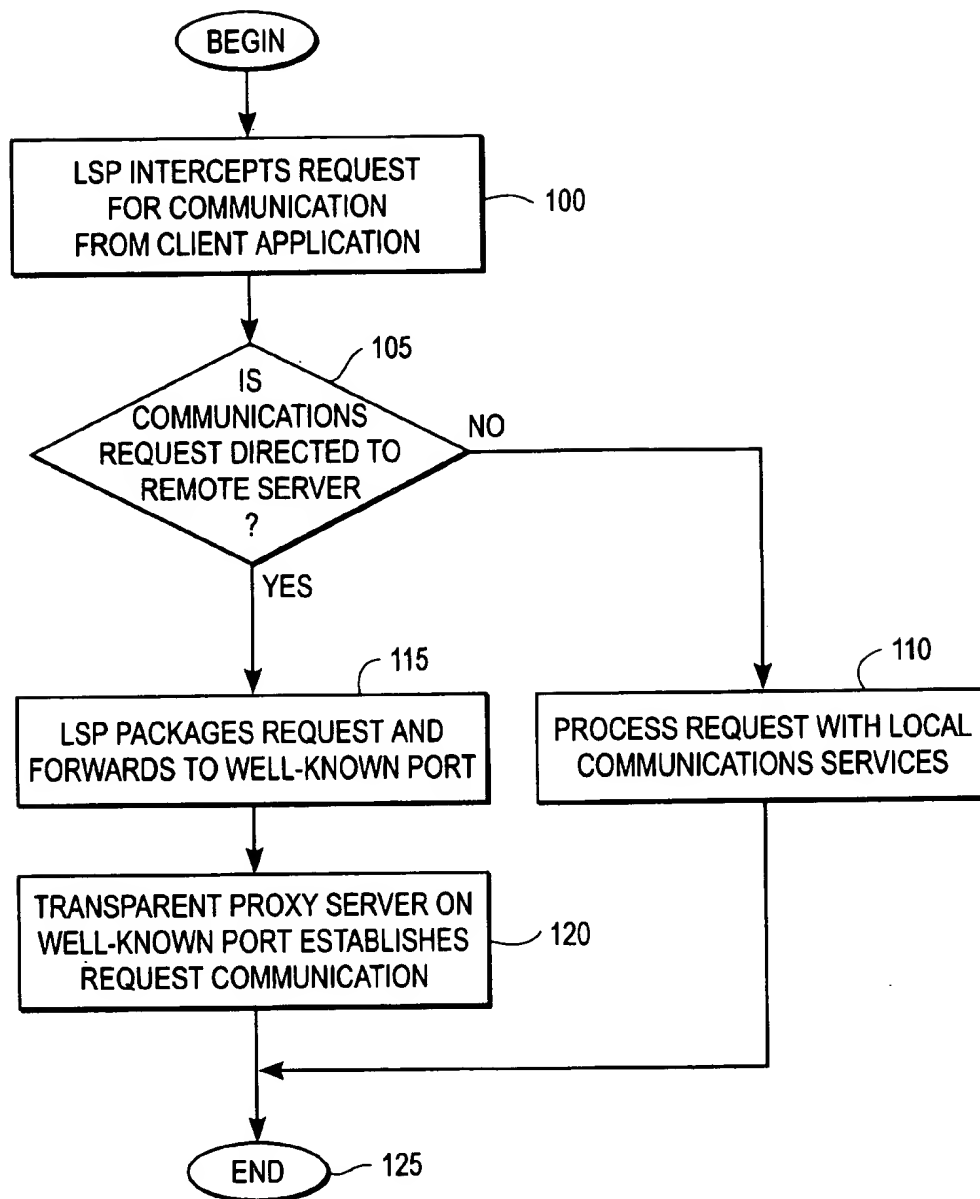 BEGIN
LSP INTERCEPTS REQUEST
FOR COMMUNICATION
FROM CLIENT APPLICATION
100
105
IS
COMMUNICATIONS
REQUEST DIRECTED TO
REMOTE SERVER
?
NO
YES
115
LSP PACKAGES REQUEST AND
FORWARDS TO WELL-KNOWN PORT
110
PROCESS REQUEST WITH LOCAL
COMMUNICATIONS SERVICES
TRANSPARENT PROXY SERVER ON
WELL-KNOWN PORT ESTABLISHES
REQUEST COMMUNICATION
120
END
125